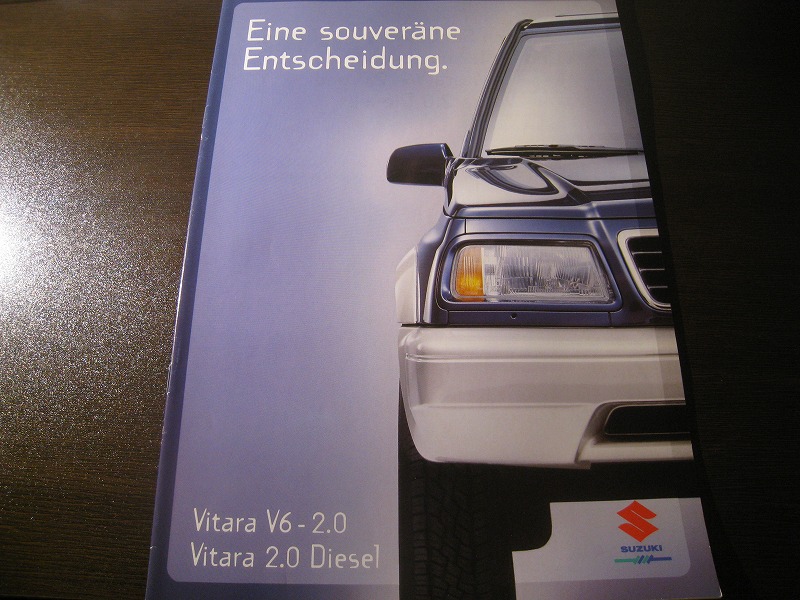 Eine souveräne
Entscheidung.
Vitara V6 - 2.0
Vitara 2.0 Diesel
SUZUKI